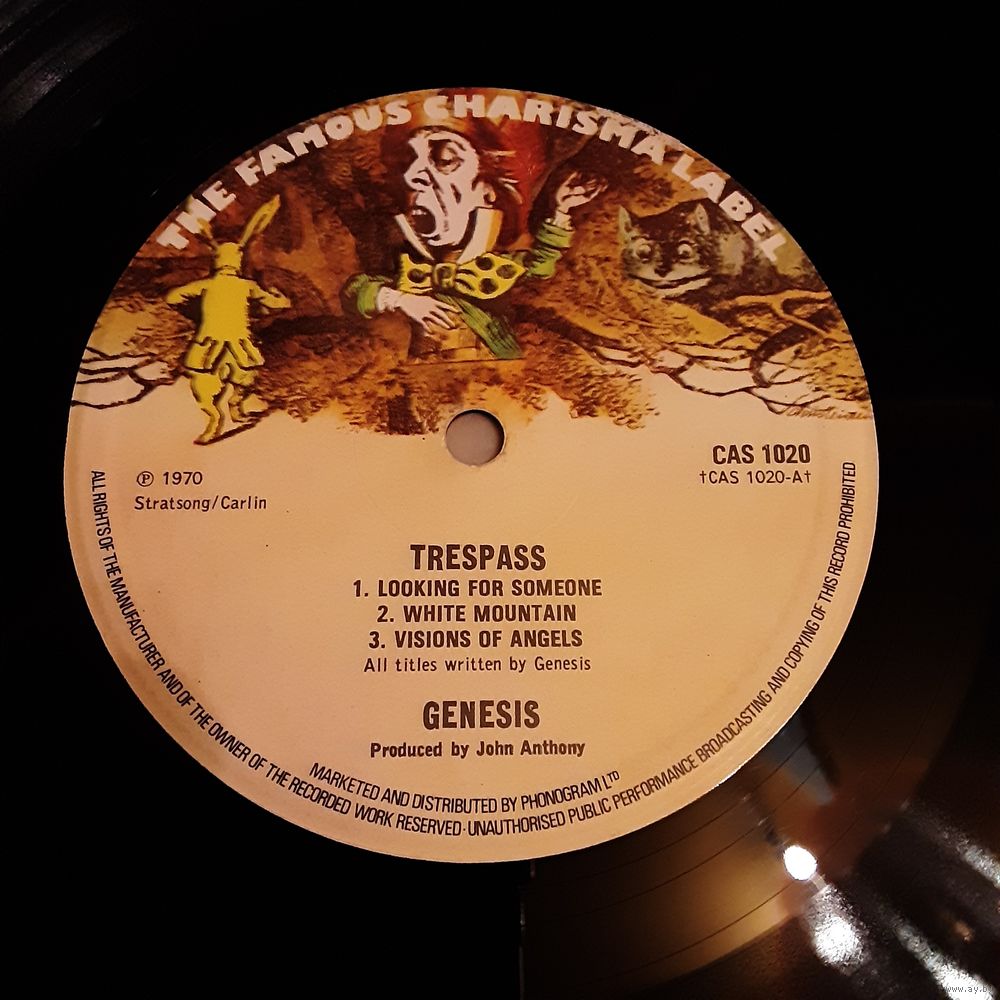 THE FAMOUS CHARISMA LABEL
℗ 1970
Stratsong/Carlin
CAS 1020
†CAS 1020-A†
TRESPASS
1. LOOKING FOR SOMEONE
2. WHITE MOUNTAIN
3. VISIONS OF ANGELS
All titles written by Genesis
GENESIS
Produced by John Anthony
MARKETED AND DISTRIBUTED BY PHONOGRAM LTD
ALL RIGHTS OF THE MANUFACTURER AND OF THE OWNER OF THE RECORDED WORK RESERVED · UNAUTHORISED PUBLIC PERFORMANCE BROADCASTING AND COPYING OF THIS RECORD PROHIBITED